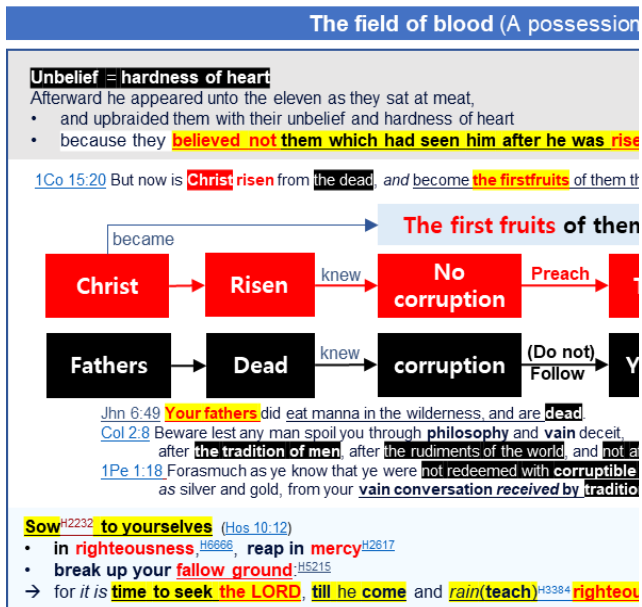 The field of blood (A possession
Unbelief = hardness of heart
Afterward he appeared unto the eleven as they sat at meat,
• and upbraided them with their unbelief and hardness of heart
• because they believed not them which had seen him after he was rise
1Co 15:20 But now is Christ risen from the dead, and become the firstfruits of them th
The first fruits of them
became
Christ
Risen
knew
No corruption
Preach
T
Fathers
Dead
knew
corruption
(Do not) Follow
Y
Jhn 6:49 Your fathers did eat manna in the wilderness, and are dead.
Col 2:8 Beware lest any man spoil you through philosophy and vain deceit,
after the tradition of men, after the rudiments of the world, and not af
1Pe 1:18 Forasmuch as ye know that ye were not redeemed with corruptible
as silver and gold, from your vain conversation received by tradition
Sow H2232 to yourselves (Hos 10:12)
• in righteousness, H6666, reap in mercy H2617
• break up your fallow ground: H5215
→ for it is time to seek the LORD, till he come and rain(teach) H3384 righteou